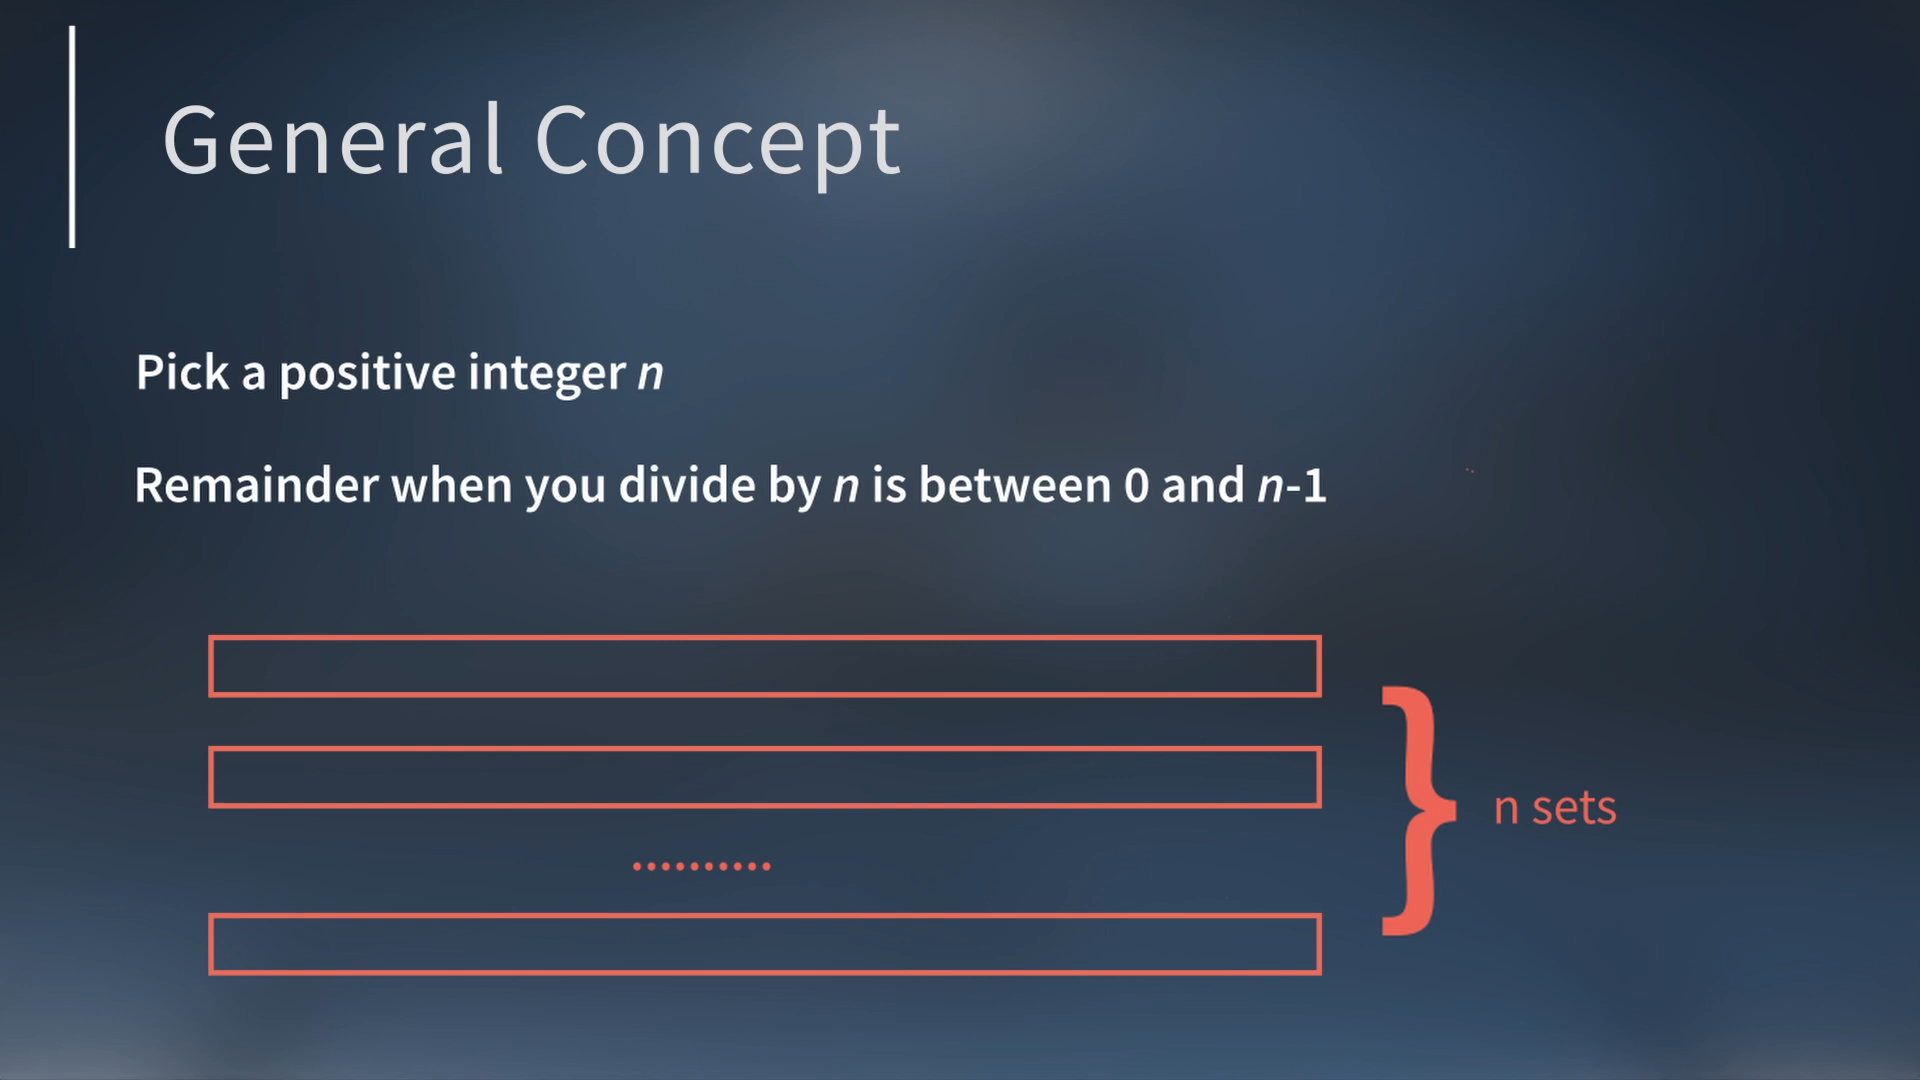 General Concept
Pick a positive integer n
Remainder when you divide by n is between 0 and n-1
..........
} n sets